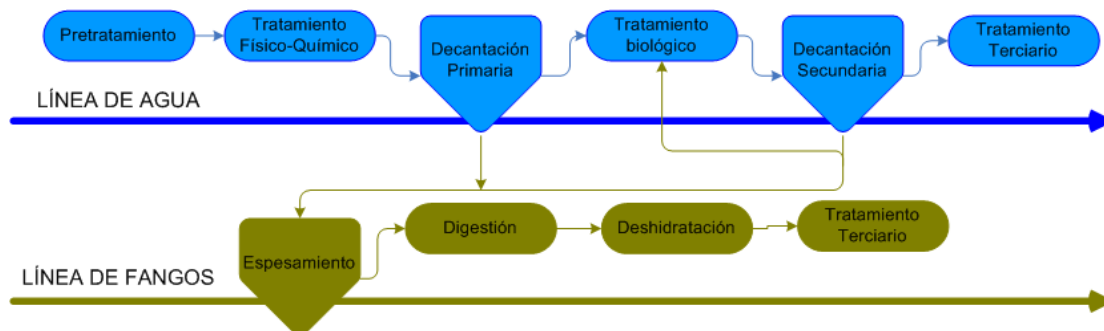 Pretratamiento
Tratamiento
Físico-Químico
Decantación
Primaria
Tratamiento
biológico
Decantación
Secundaria
Tratamiento
Terciario
LÍNEA DE AGUA
Espesamiento
Digestión
Deshidratación
Tratamiento
Terciario
LÍNEA DE FANGOS